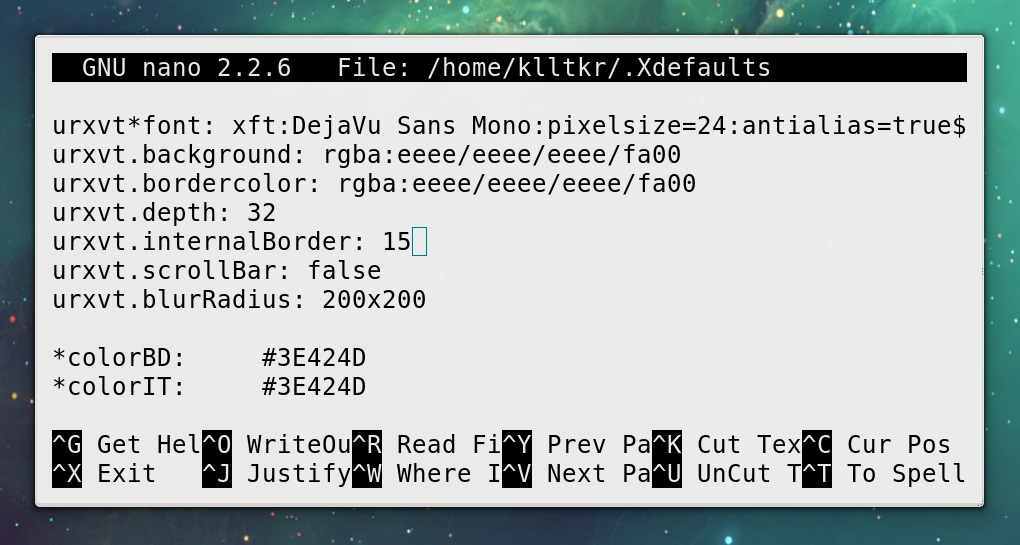 GNU nano 2.2.6   File: /home/klltkr/.Xdefaults
urxvt*font: xft:DejaVu Sans Mono:pixelsize=24:antialias=true$
urxvt.background: rgba:eeee/eeee/eeee/fa00
urxvt.bordercolor: rgba:eeee/eeee/eeee/fa00
urxvt.depth: 32
urxvt.internalBorder: 15
urxvt.scrollBar: false
urxvt.blurRadius: 200x200
*colorBD:     #3E424D
*colorIT:     #3E424D
^G Get Hel^O WriteOu^R Read Fi^Y Prev Pa^K Cut Tex^C Cur Pos
^X Exit   ^J Justify^W Where I^V Next Pa^U UnCut T^T To Spell